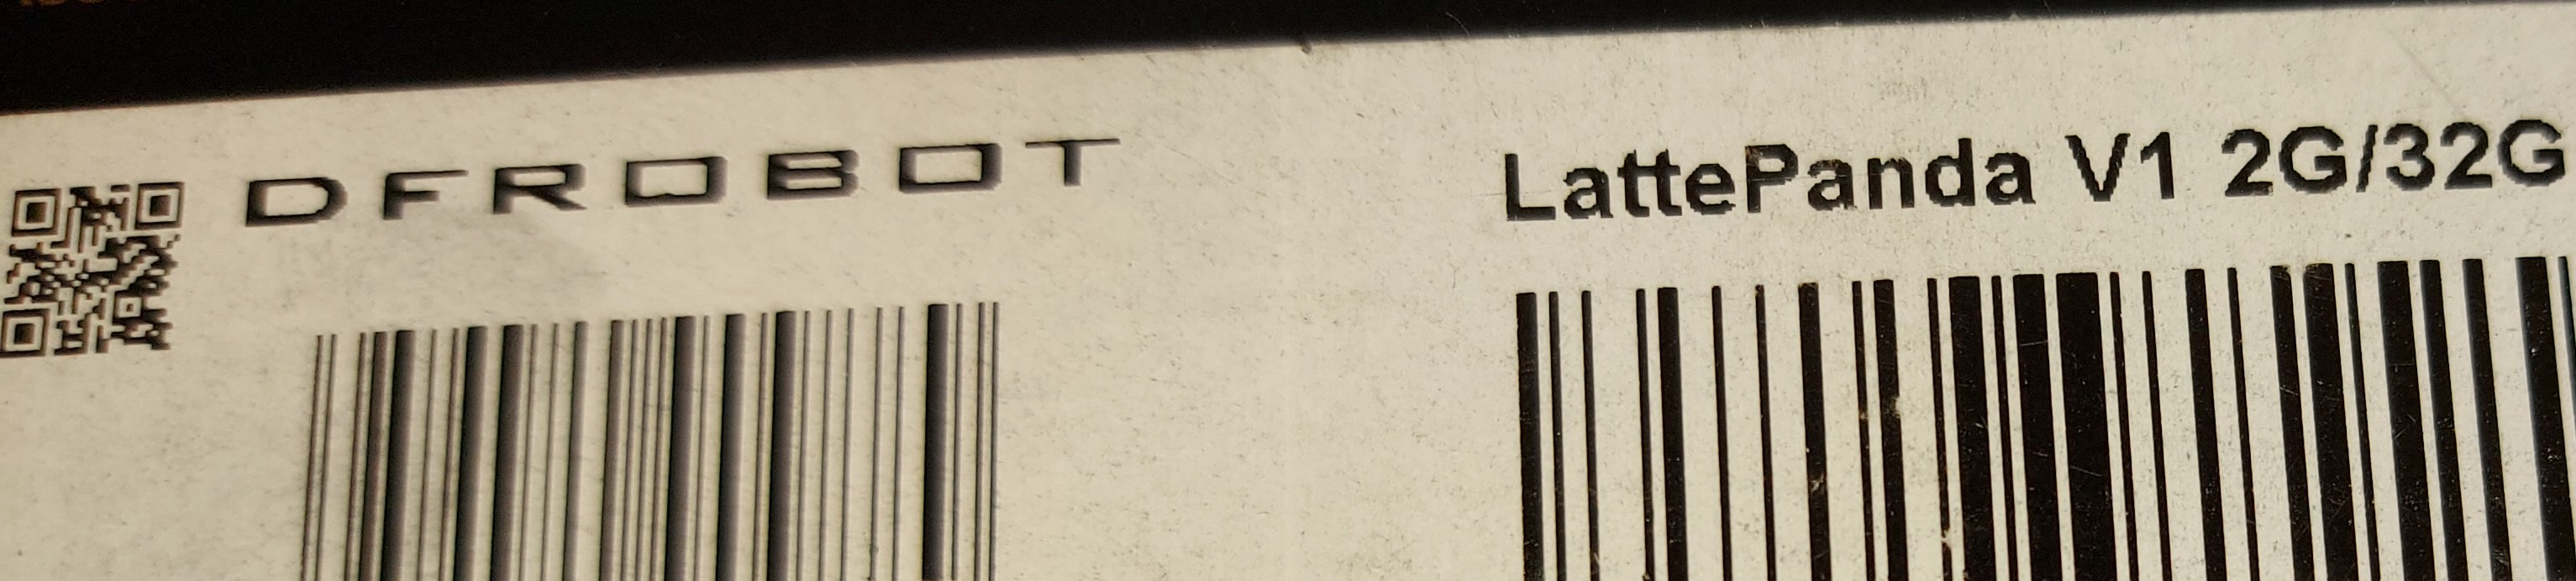 DFROBOT
LattePanda V1 2G/32G